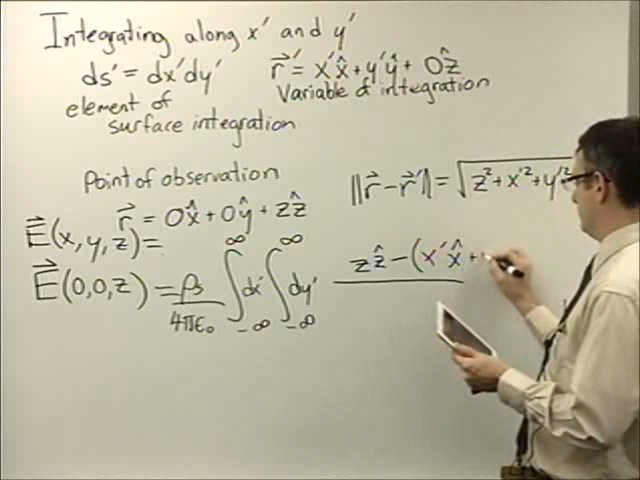 Integrating along x′ and y′
ds′ = dx′dy′
r⃗′ = x′x̂ + y′ŷ + 0ẑ
element of
surface integration
Variable of integration
Point of observation
r⃗ = 0x̂ + 0ŷ + zẑ
‖r⃗ − r⃗′‖ = √z² + x′² + y′²
E⃗(x, y, z) =
E⃗(0,0,z) = ρs/4πε₀ ∫_{-∞}^{∞} dx′ ∫_{-∞}^{∞} dy′ zẑ − (x′x̂ +